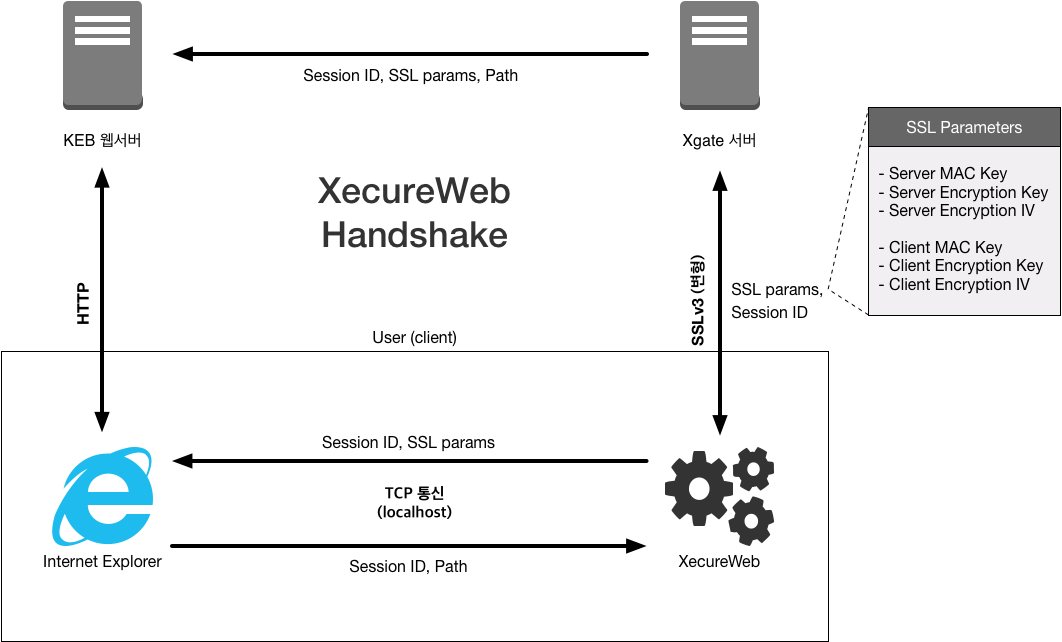 Session ID, SSL params, Path
KEB 웹서버
Xgate 서버
SSL Parameters
- Server MAC Key
- Server Encryption Key
- Server Encryption IV
- Client MAC Key
- Client Encryption Key
- Client Encryption IV
XecureWeb
Handshake
HTTP
SSLv3 (변형)
SSL params,
Session ID
User (client)
Session ID, SSL params
TCP 통신
(localhost)
Session ID, Path
Internet Explorer
XecureWeb